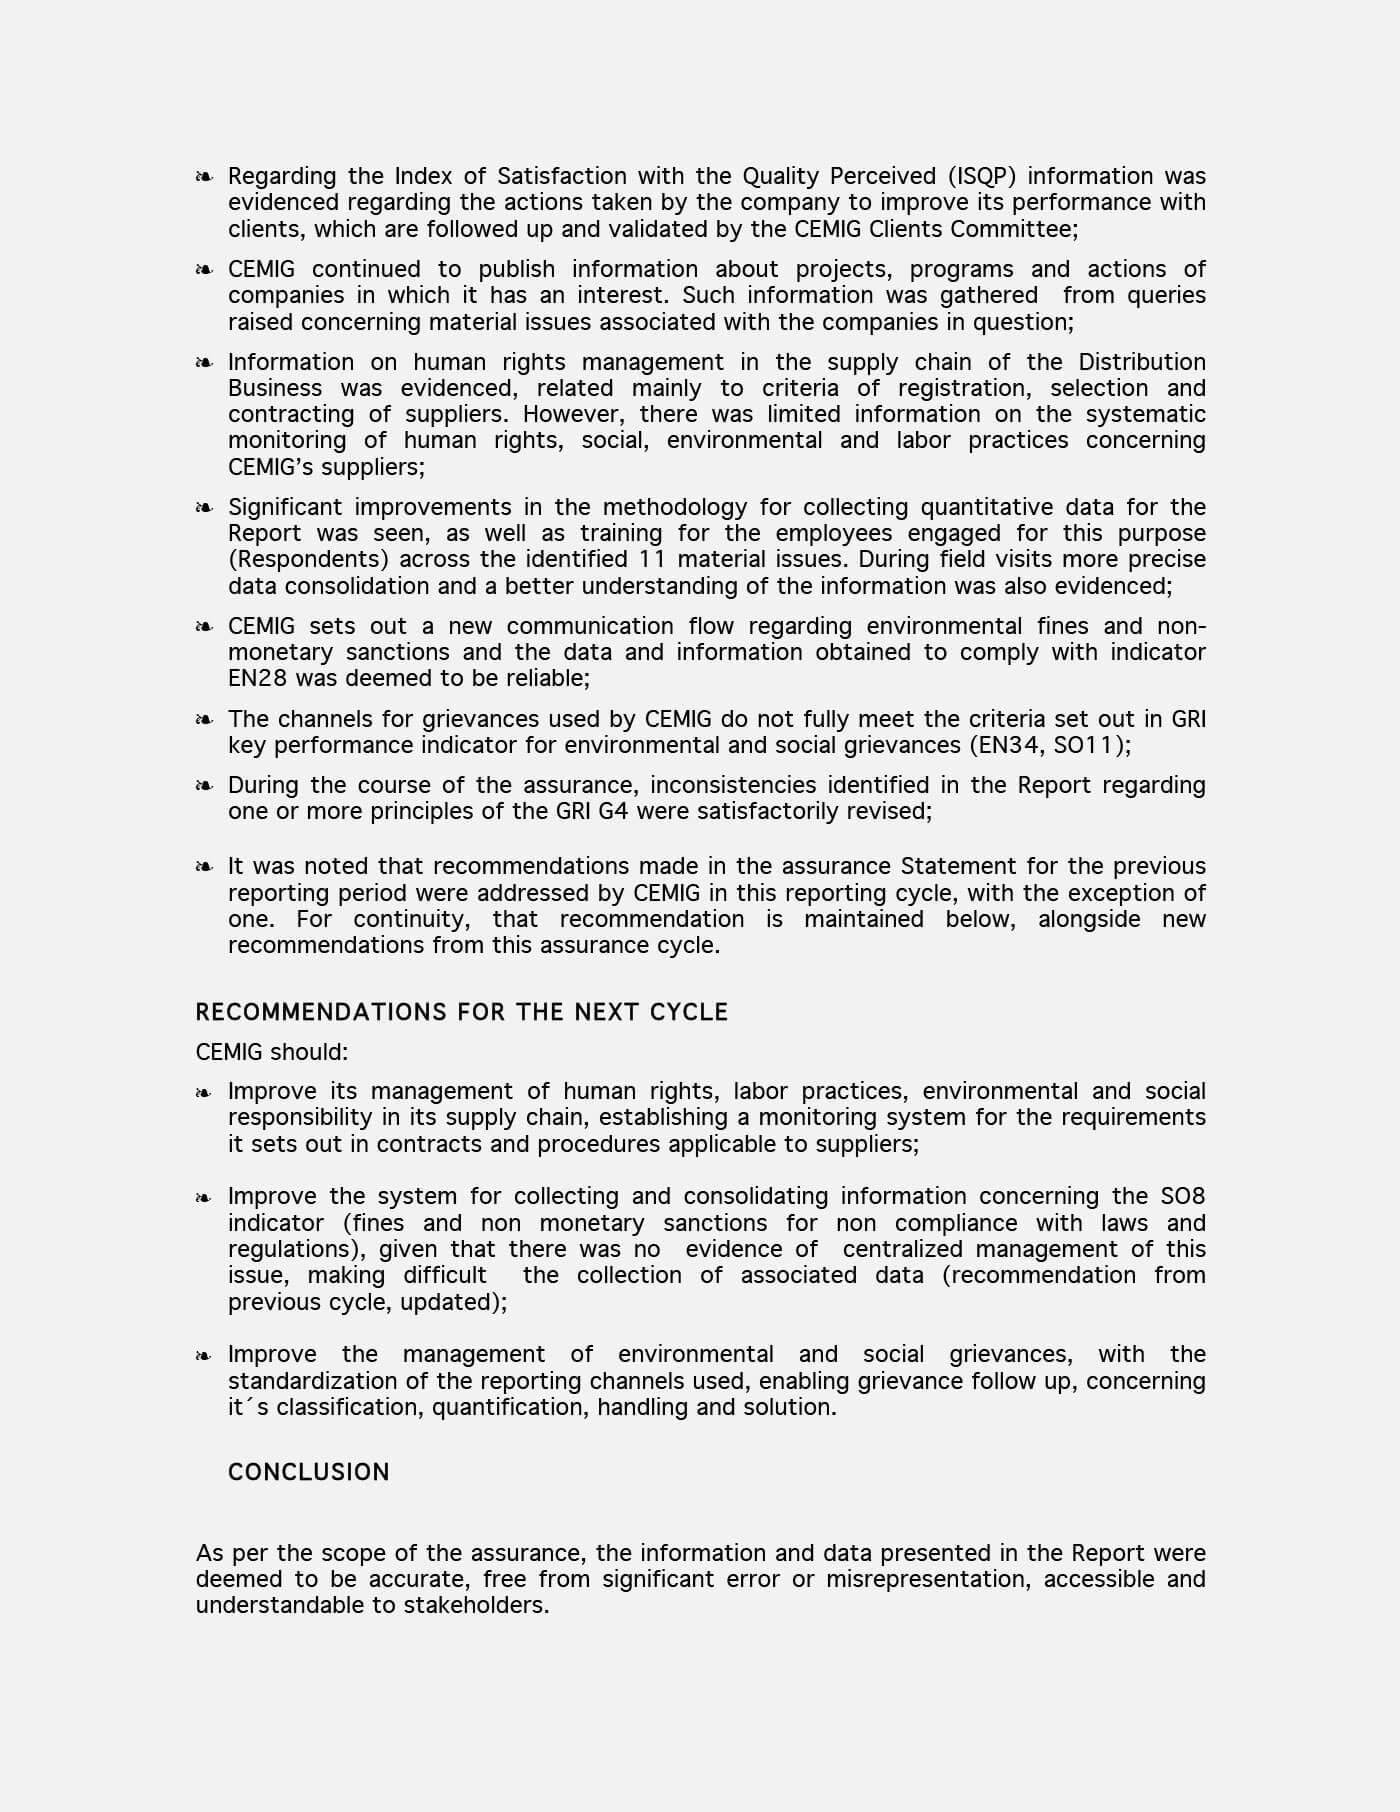 ❧ Regarding the Index of Satisfaction with the Quality Perceived (ISQP) information was
evidenced regarding the actions taken by the company to improve its performance with
clients, which are followed up and validated by the CEMIG Clients Committee;
❧ CEMIG continued to publish information about projects, programs and actions of
companies in which it has an interest. Such information was gathered from queries
raised concerning material issues associated with the companies in question;
❧ Information on human rights management in the supply chain of the Distribution
Business was evidenced, related mainly to criteria of registration, selection and
contracting of suppliers. However, there was limited information on the systematic
monitoring of human rights, social, environmental and labor practices concerning
CEMIG’s suppliers;
❧ Significant improvements in the methodology for collecting quantitative data for the
Report was seen, as well as training for the employees engaged for this purpose
(Respondents) across the identified 11 material issues. During field visits more precise
data consolidation and a better understanding of the information was also evidenced;
❧ CEMIG sets out a new communication flow regarding environmental fines and non-
monetary sanctions and the data and information obtained to comply with indicator
EN28 was deemed to be reliable;
❧ The channels for grievances used by CEMIG do not fully meet the criteria set out in GRI
key performance indicator for environmental and social grievances (EN34, SO11);
❧ During the course of the assurance, inconsistencies identified in the Report regarding
one or more principles of the GRI G4 were satisfactorily revised;
❧ It was noted that recommendations made in the assurance Statement for the previous
reporting period were addressed by CEMIG in this reporting cycle, with the exception of
one. For continuity, that recommendation is maintained below, alongside new
recommendations from this assurance cycle.
RECOMMENDATIONS FOR THE NEXT CYCLE
CEMIG should:
❧ Improve its management of human rights, labor practices, environmental and social
responsibility in its supply chain, establishing a monitoring system for the requirements
it sets out in contracts and procedures applicable to suppliers;
❧ Improve the system for collecting and consolidating information concerning the SO8
indicator (fines and non monetary sanctions for non compliance with laws and
regulations), given that there was no evidence of centralized management of this
issue, making difficult the collection of associated data (recommendation from
previous cycle, updated);
❧ Improve the management of environmental and social grievances, with the
standardization of the reporting channels used, enabling grievance follow up, concerning
it´s classification, quantification, handling and solution.
CONCLUSION
As per the scope of the assurance, the information and data presented in the Report were
deemed to be accurate, free from significant error or misrepresentation, accessible and
understandable to stakeholders.